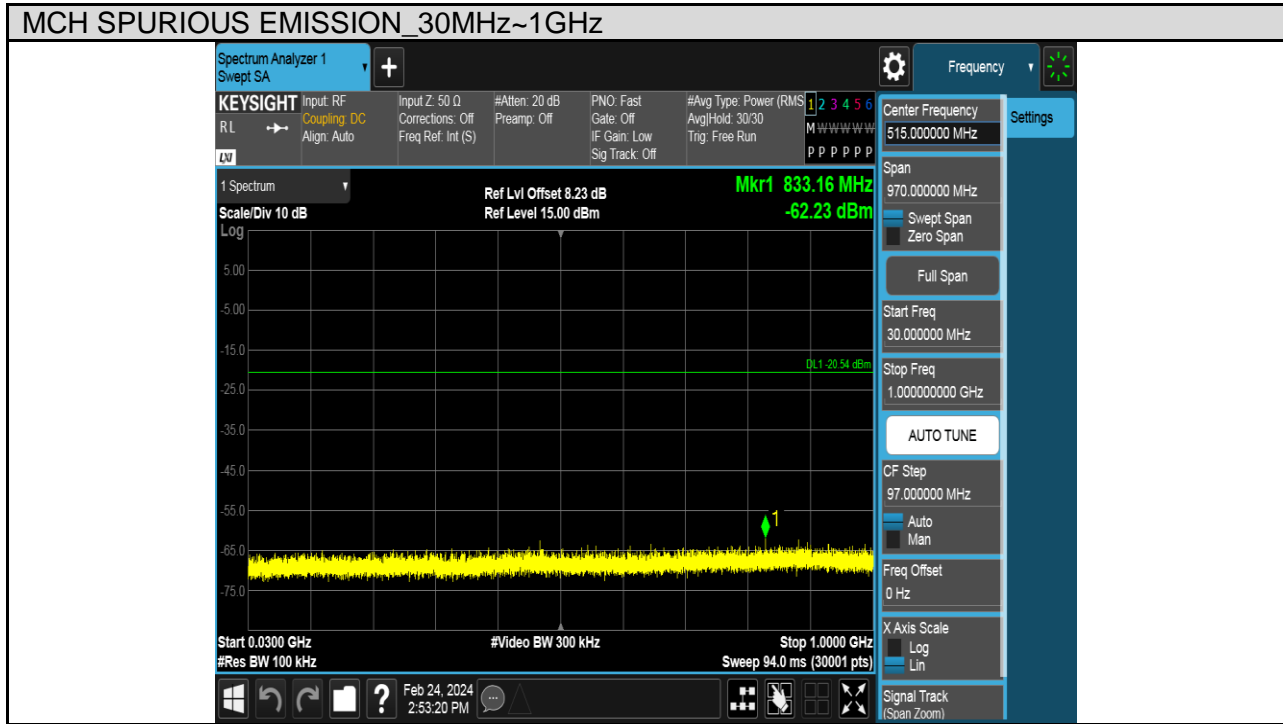 MCH SPURIOUS EMISSION_30MHz~1GHz
Spectrum Analyzer 1
Swept SA
+
Frequency
KEYSIGHT
RL
LXI
Input: RF
Coupling: DC
Align: Auto
Input Z: 50 Ω
Corrections: Off
Freq Ref: Int (S)
#Atten: 20 dB
Preamp: Off
PNO: Fast
Gate: Off
IF Gain: Low
Sig Track: Off
#Avg Type: Power (RMS
Avg|Hold: 30/30
Trig: Free Run
1 2 3 4 5 6
M W W W W W
P P P P P P
1 Spectrum
Scale/Div 10 dB
Ref Lvl Offset 8.23 dB
Ref Level 15.00 dBm
Mkr1 833.16 MHz
-62.23 dBm
Log
5.00
-5.00
-15.0
DL1 -20.54 dBm
-25.0
-35.0
-45.0
-55.0
1
-65.0
-75.0
Start 0.0300 GHz
#Res BW 100 kHz
#Video BW 300 kHz
Stop 1.0000 GHz
Sweep 94.0 ms (30001 pts)
Center Frequency
515.000000 MHz
Settings
Span
970.000000 MHz
Swept Span
Zero Span
Full Span
Start Freq
30.000000 MHz
Stop Freq
1.000000000 GHz
AUTO TUNE
CF Step
97.000000 MHz
Auto
Man
Freq Offset
0 Hz
X Axis Scale
Log
Lin
Signal Track
(Span Zoom)
?
Feb 24, 2024
2:53:20 PM